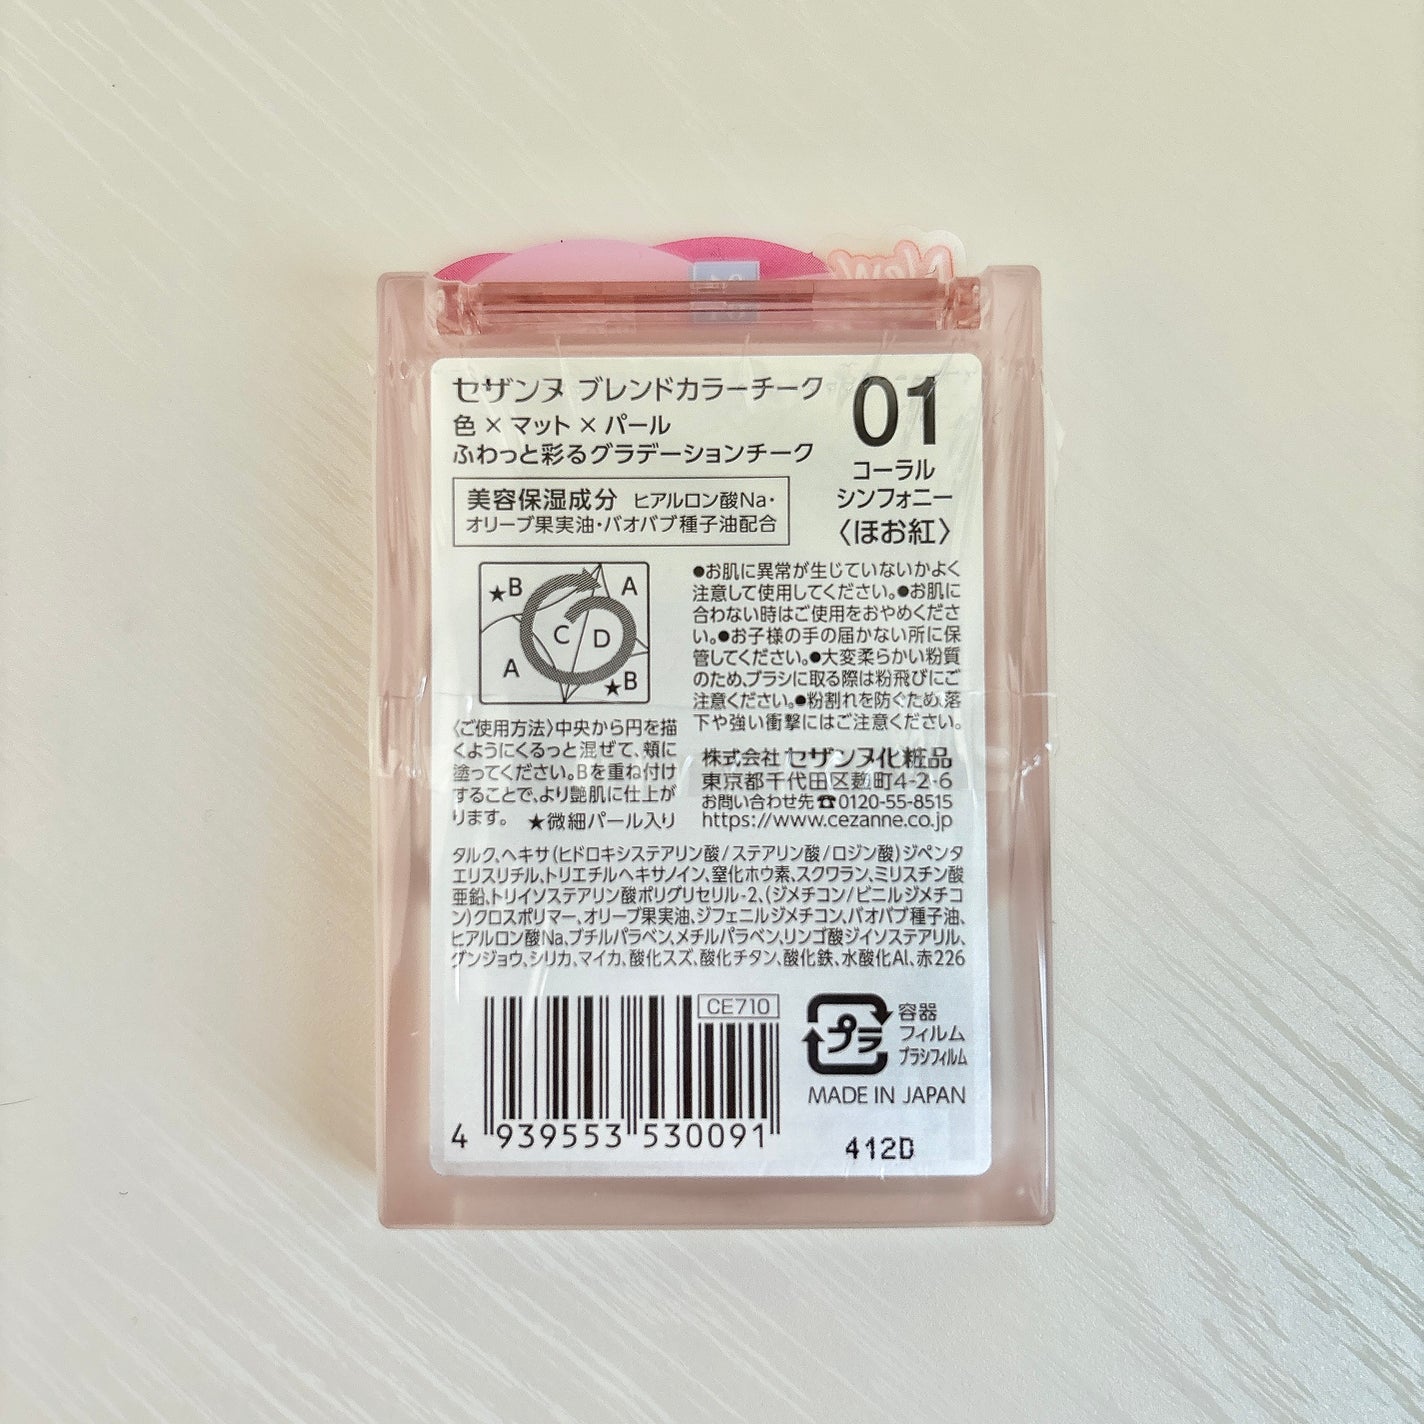 New
01
セザンヌ ブレンドカラーチーク
色×マット×パール
ふわっと彩るグラデーションチーク
01
コーラル
シンフォニー
〈ほお紅〉
美容保湿成分 ヒアルロン酸Na・
オリーブ果実油・バオバブ種子油配合
★B A
C D
A ★B
〈ご使用方法〉中央から円を描
くようにくるっと混ぜて、頬に
塗ってください。Bを重ね付け
することで、より艶肌に仕上が
ります。 ★微細パール入り
●お肌に異常が生じていないかよく
注意して使用してください。●お肌に
合わない時はご使用をおやめくださ
い。●お子様の手の届かない所に保
管してください。●大変柔らかい粉質
のため、ブラシに取る際は粉飛びにご
注意ください。●粉割れを防ぐため、落
下や強い衝撃にはご注意ください。
株式会社 セザンヌ化粧品
東京都千代田区麹町4-2-6
お問い合わせ先☎0120-55-8515
https://www.cezanne.co.jp
タルク、ヘキサ(ヒドロキシステアリン酸/ステアリン酸/ロジン酸)ジペンタ
エリスリチル、トリエチルヘキサノイン、窒化ホウ素、スクワラン、ミリスチン酸
亜鉛、トリイソステアリン酸ポリグリセリル-2、(ジメチコン/ビニルジメチコ
ン)クロスポリマー、オリーブ果実油、ジフェニルジメチコン、バオバブ種子油、
ヒアルロン酸Na、ブチルパラベン、メチルパラベン、リンゴ酸ジイソステアリル、
グンジョウ、シリカ、マイカ、酸化スズ、酸化チタン、酸化鉄、水酸化Al、赤226
CE710
4 939553 530091
プラ
容器
フィルム
ブラシフィルム
MADE IN JAPAN
412D